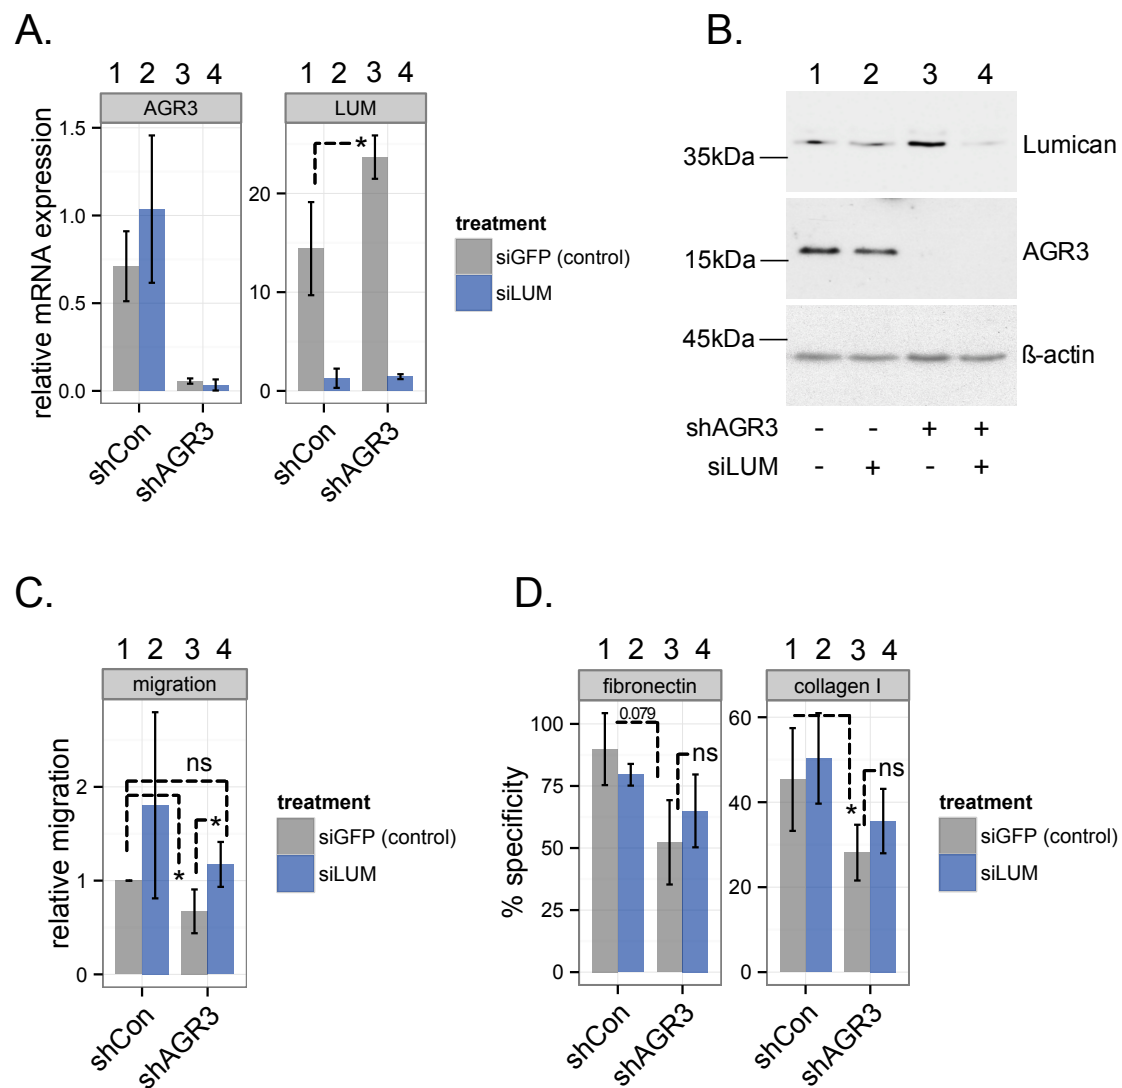 A.
1 2 3 4
AGR3
LUM
1 2 3 4
relative mRNA expression
1.5
1.0
0.5
0.0
20
10
0
*
shCon
shAGR3
shCon
shAGR3
treatment
siGFP (control)
siLUM
B.
1 2 3 4
35kDa
Lumican
15kDa
AGR3
45kDa
ß-actin
shAGR3 - - + +
siLUM - + - +
C.
1 2 3 4
migration
relative migration
2
1
0
ns
*
*
shCon
shAGR3
treatment
siGFP (control)
siLUM
D.
1 2 3 4
1 2 3 4
fibronectin
collagen I
% specificity
100
75
50
25
0
0.079
ns
60
40
20
0
*
ns
shCon
shAGR3
shCon
shAGR3
treatment
siGFP (control)
siLUM